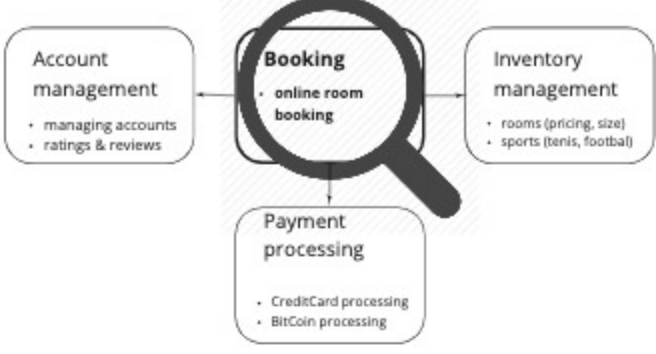 Account
management
• managing accounts
• ratings & reviews
Booking
• online room
booking
Inventory
management
• rooms (pricing, size)
• sports (tenis, footbal)
Payment
processing
• CreditCard processing
• BitCoin processing